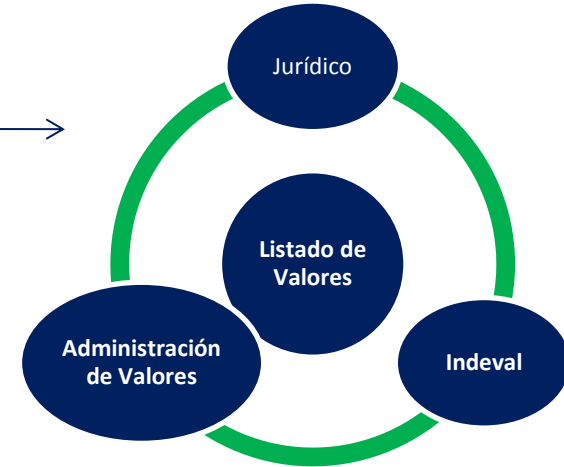 Jurídico
Listado de
Valores
Administración
de Valores
Indeval